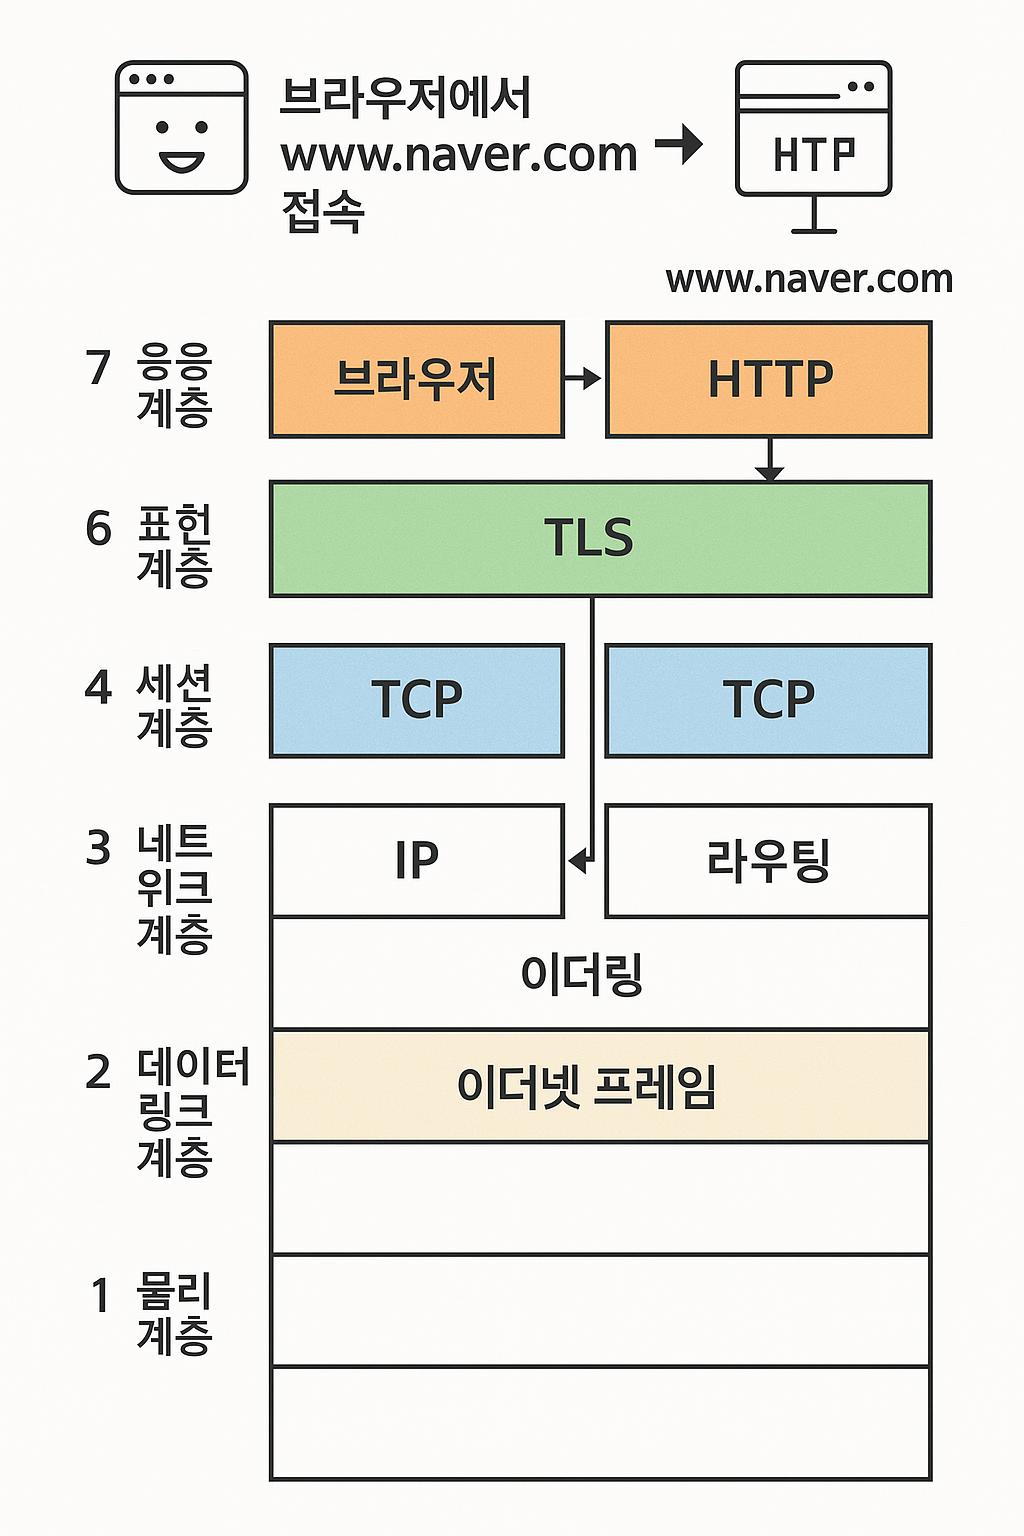 브라우저에서
www.naver.com
접속
HTP
www.naver.com
7 응응
계층
브라우저
HTTP
6 표헌
계층
TLS
4 세션
계층
TCP
TCP
3 네트
위크
계층
IP
라우팅
이더링
2 데이터
링크
계층
이더넷 프레임
1 물리
계층